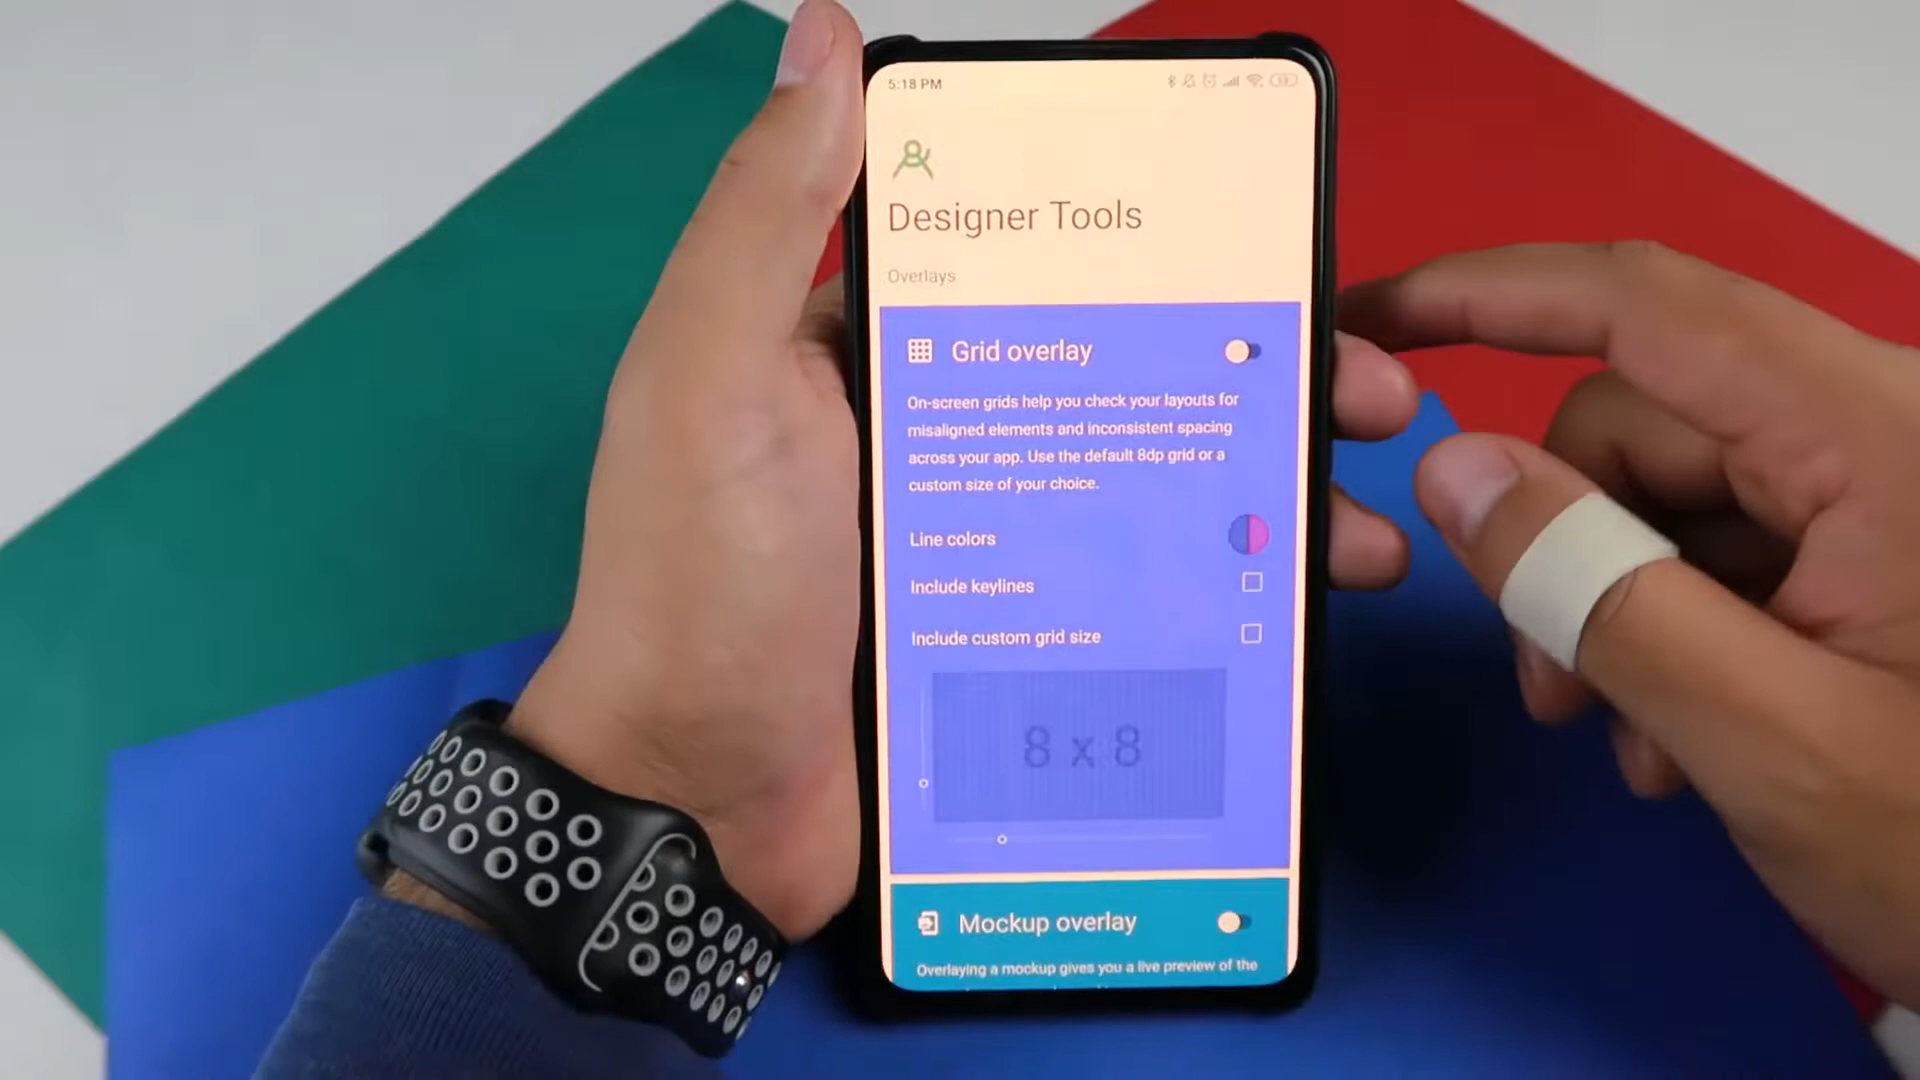 5:18 PM
Designer Tools
Overlays
Grid overlay
On-screen grids help you check your layouts for
misaligned elements and inconsistent spacing
across your app. Use the default 8dp grid or a
custom size of your choice.
Line colors
Include keylines
Include custom grid size
8 x 8
Mockup overlay
Overlaying a mockup gives you a live preview of the